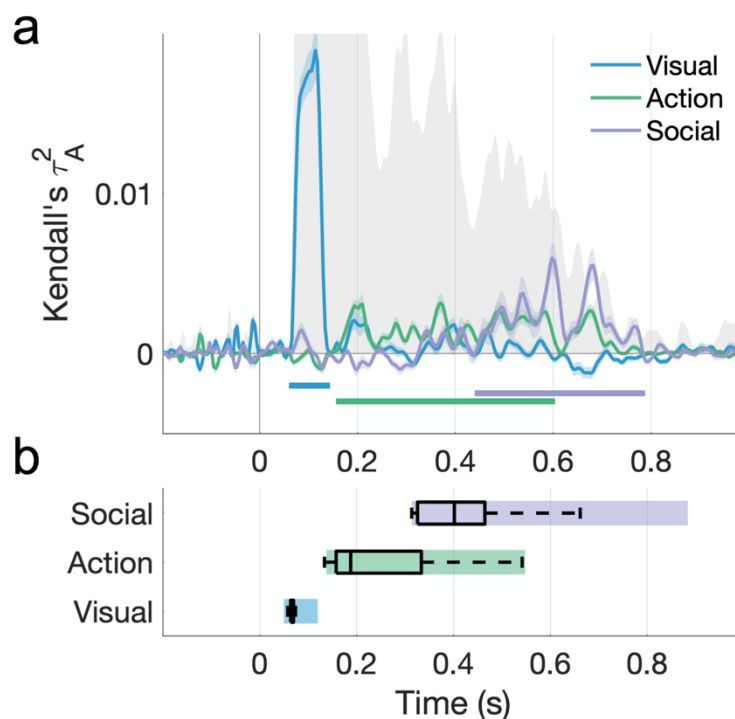 a
Visual
Action
Social
Kendall's τ²_A
0.01
0
0 0.2 0.4 0.6 0.8
b
Social
Action
Visual
0 0.2 0.4 0.6 0.8
Time (s)